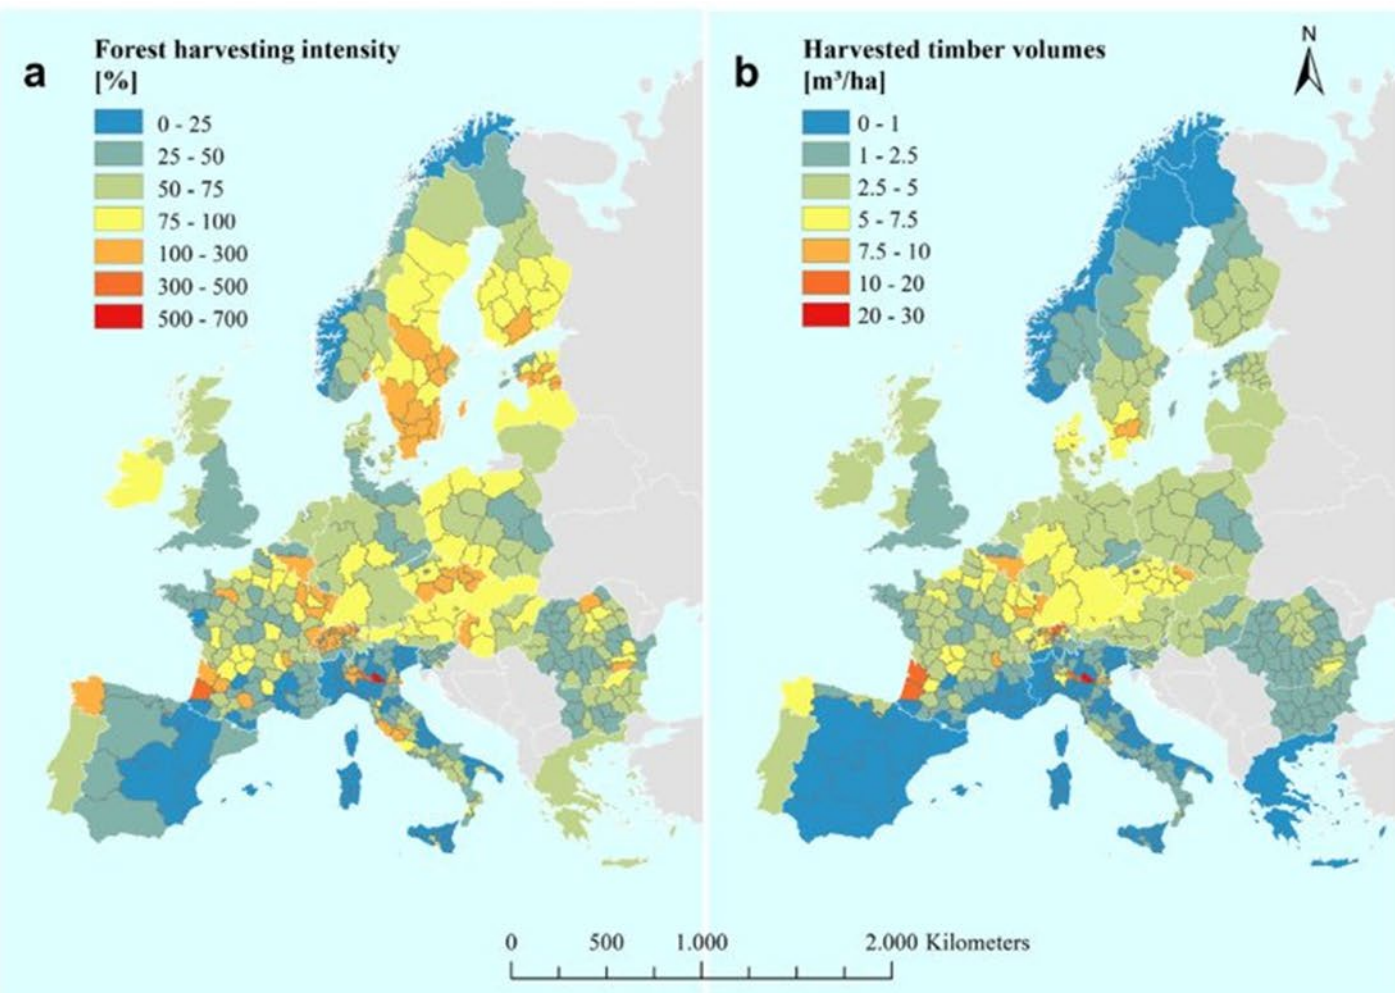 a
Forest harvesting intensity
[%]
0 - 25
25 - 50
50 - 75
75 - 100
100 - 300
300 - 500
500 - 700
b
Harvested timber volumes
[m³/ha]
0 - 1
1 - 2.5
2.5 - 5
5 - 7.5
7.5 - 10
10 - 20
20 - 30
N
0 500 1.000 2.000 Kilometers